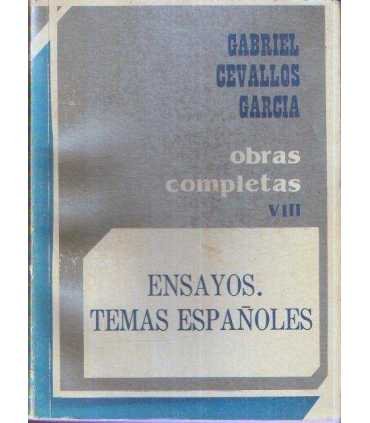 GABRIEL
CEVALLOS
GARCIA
obras
completas
VIII
ENSAYOS.
TEMAS ESPAÑOLES